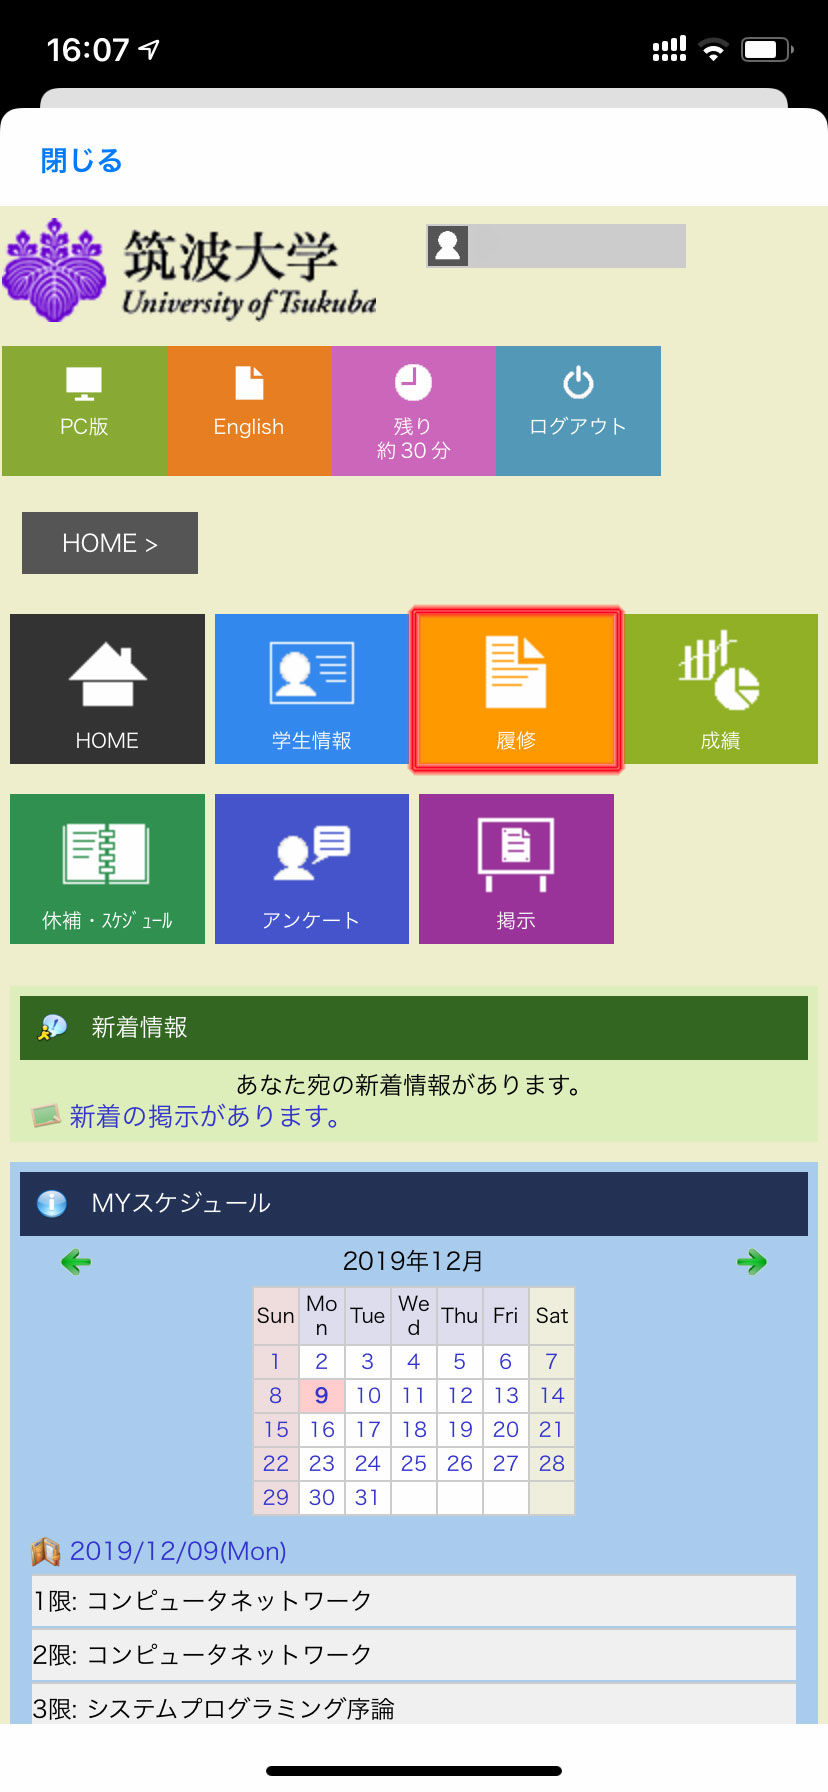 16:07
閉じる
筑波大学
University of Tsukuba
PC版
English
残り
約 30 分
ログアウト
HOME >
HOME
学生情報
履修
成績
休補・ｽｹｼﾞｭｰﾙ
アンケート
掲示
新着情報
あなた宛の新着情報があります。
新着の掲示があります。
MYスケジュール
2019年12月
Sun Mon Tue Wed Thu Fri Sat
1 2 3 4 5 6 7
8 9 10 11 12 13 14
15 16 17 18 19 20 21
22 23 24 25 26 27 28
29 30 31
2019/12/09(Mon)
1限: コンピュータネットワーク
2限: コンピュータネットワーク
3限: システムプログラミング序論